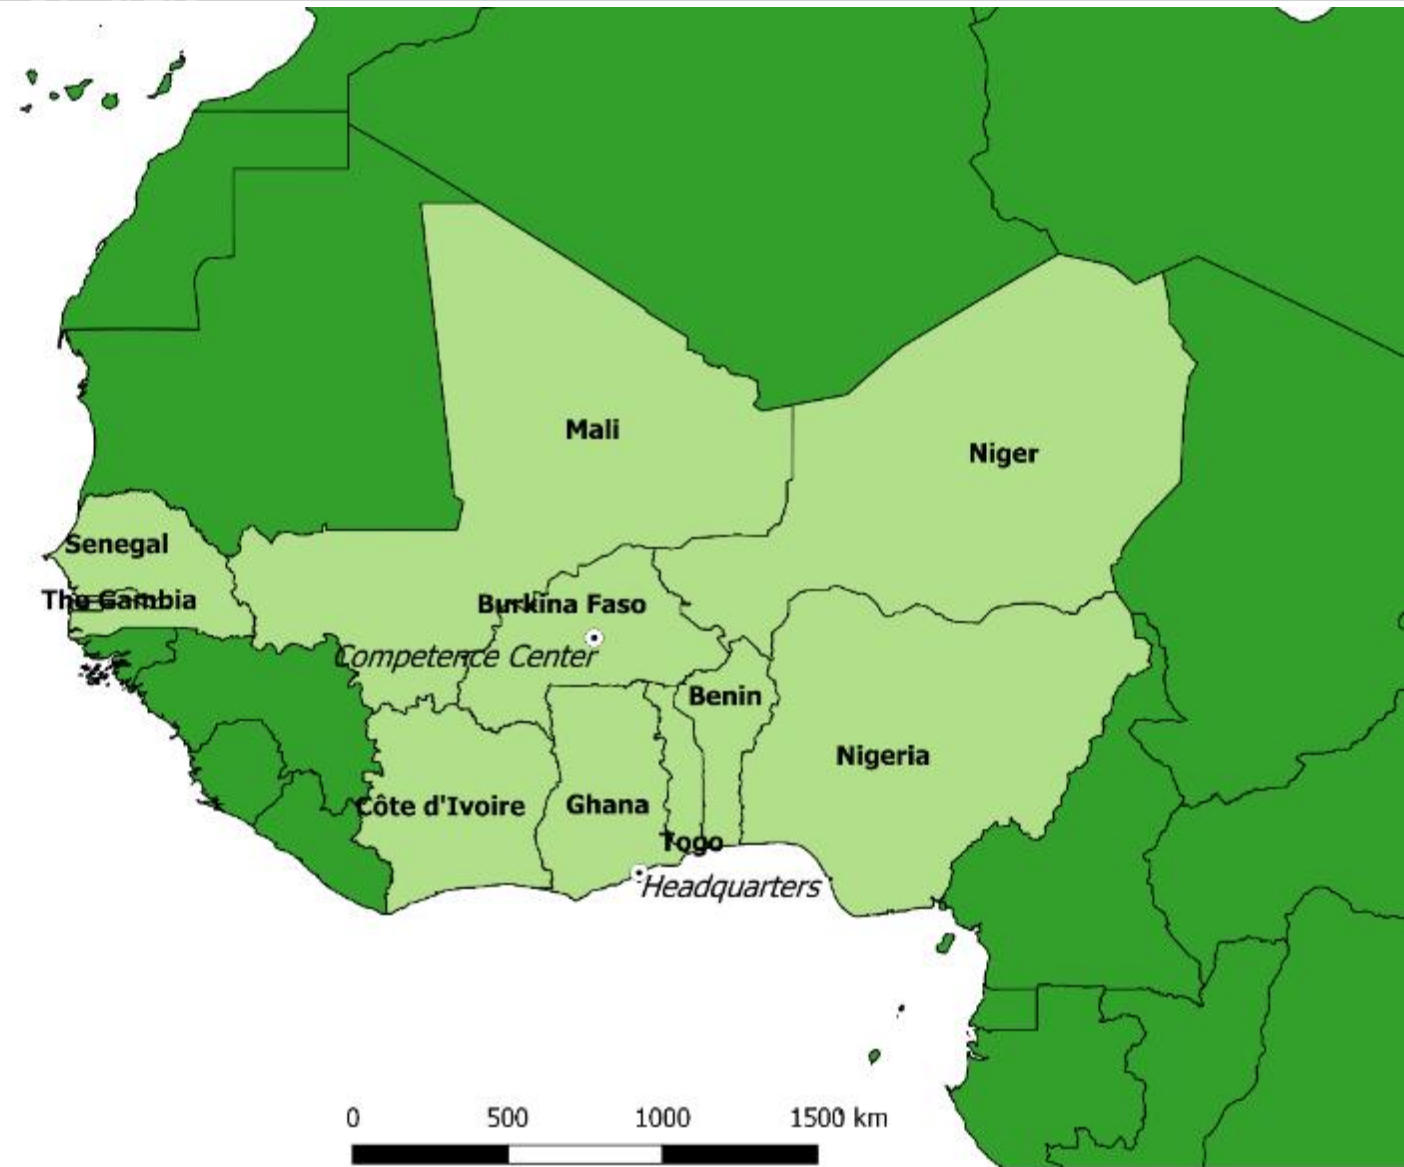 Mali
Niger
Senegal
The Gambia
Burkina Faso
Competence Center
Benin
Nigeria
Côte d'Ivoire
Ghana
Togo
Headquarters
0 500 1000 1500 km